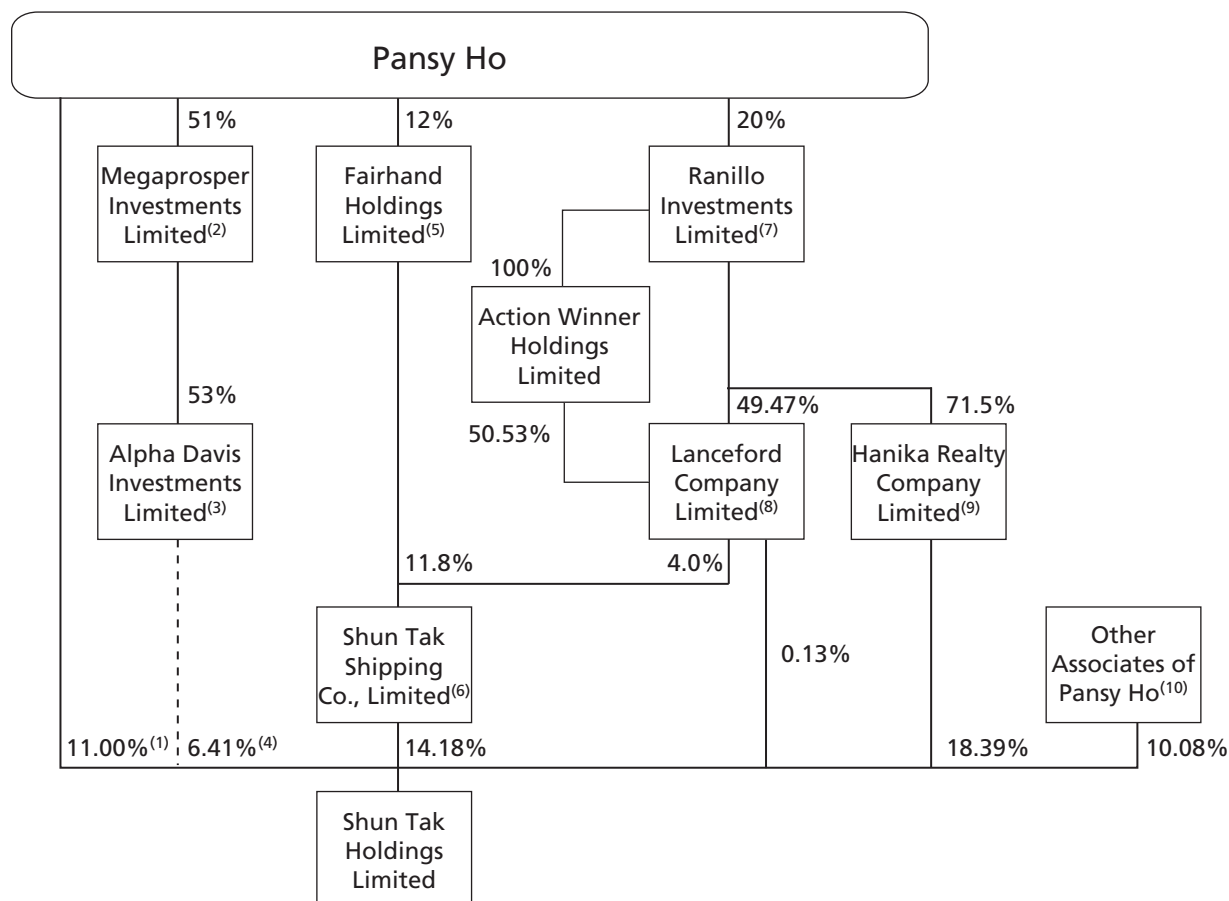 Pansy Ho
51%
12%
20%
Megaprosper
Investments
Limited(2)
Fairhand
Holdings
Limited(5)
Ranillo
Investments
Limited(7)
100%
Action Winner
Holdings
Limited
53%
50.53%
49.47%
71.5%
Alpha Davis
Investments
Limited(3)
Lanceford
Company
Limited(8)
Hanika Realty
Company
Limited(9)
11.8%
4.0%
Shun Tak
Shipping
Co., Limited(6)
0.13%
Other
Associates of
Pansy Ho(10)
11.00%(1)
6.41%(4)
14.18%
18.39%
10.08%
Shun Tak
Holdings
Limited